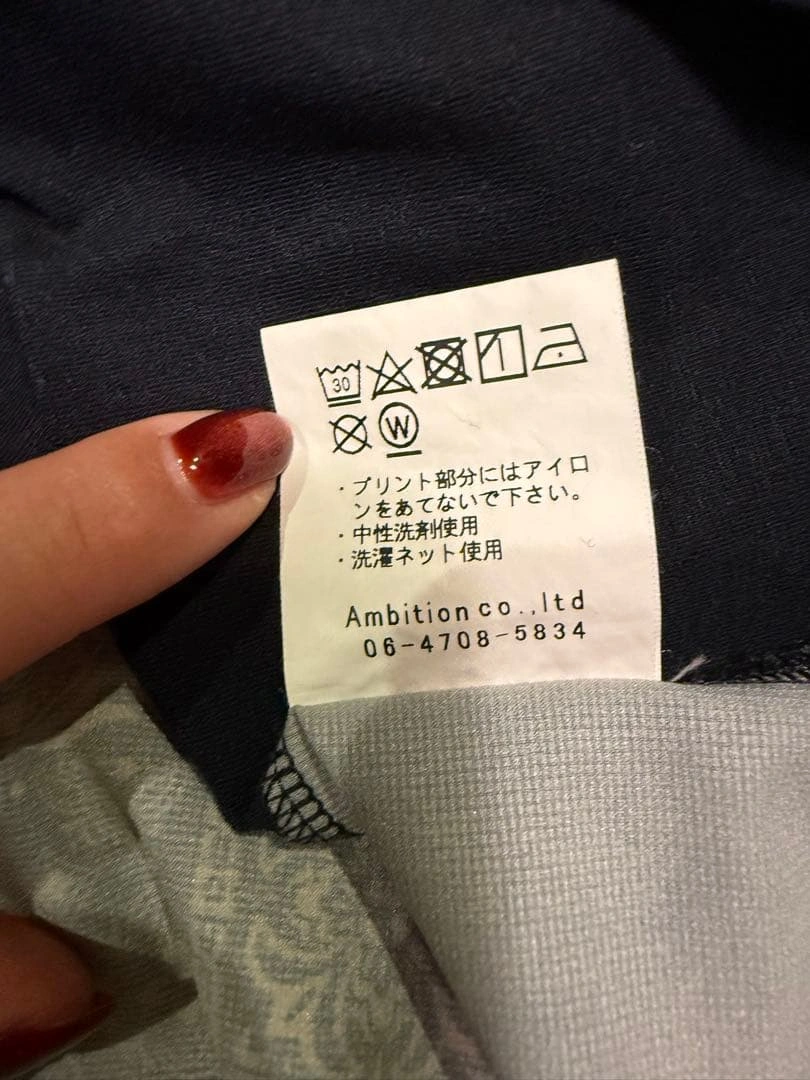 30
W
・プリント部分にはアイロ
ンをあてないで下さい。
・中性洗剤使用
・洗濯ネット使用
Ambition co.,ltd
06-4708-5834